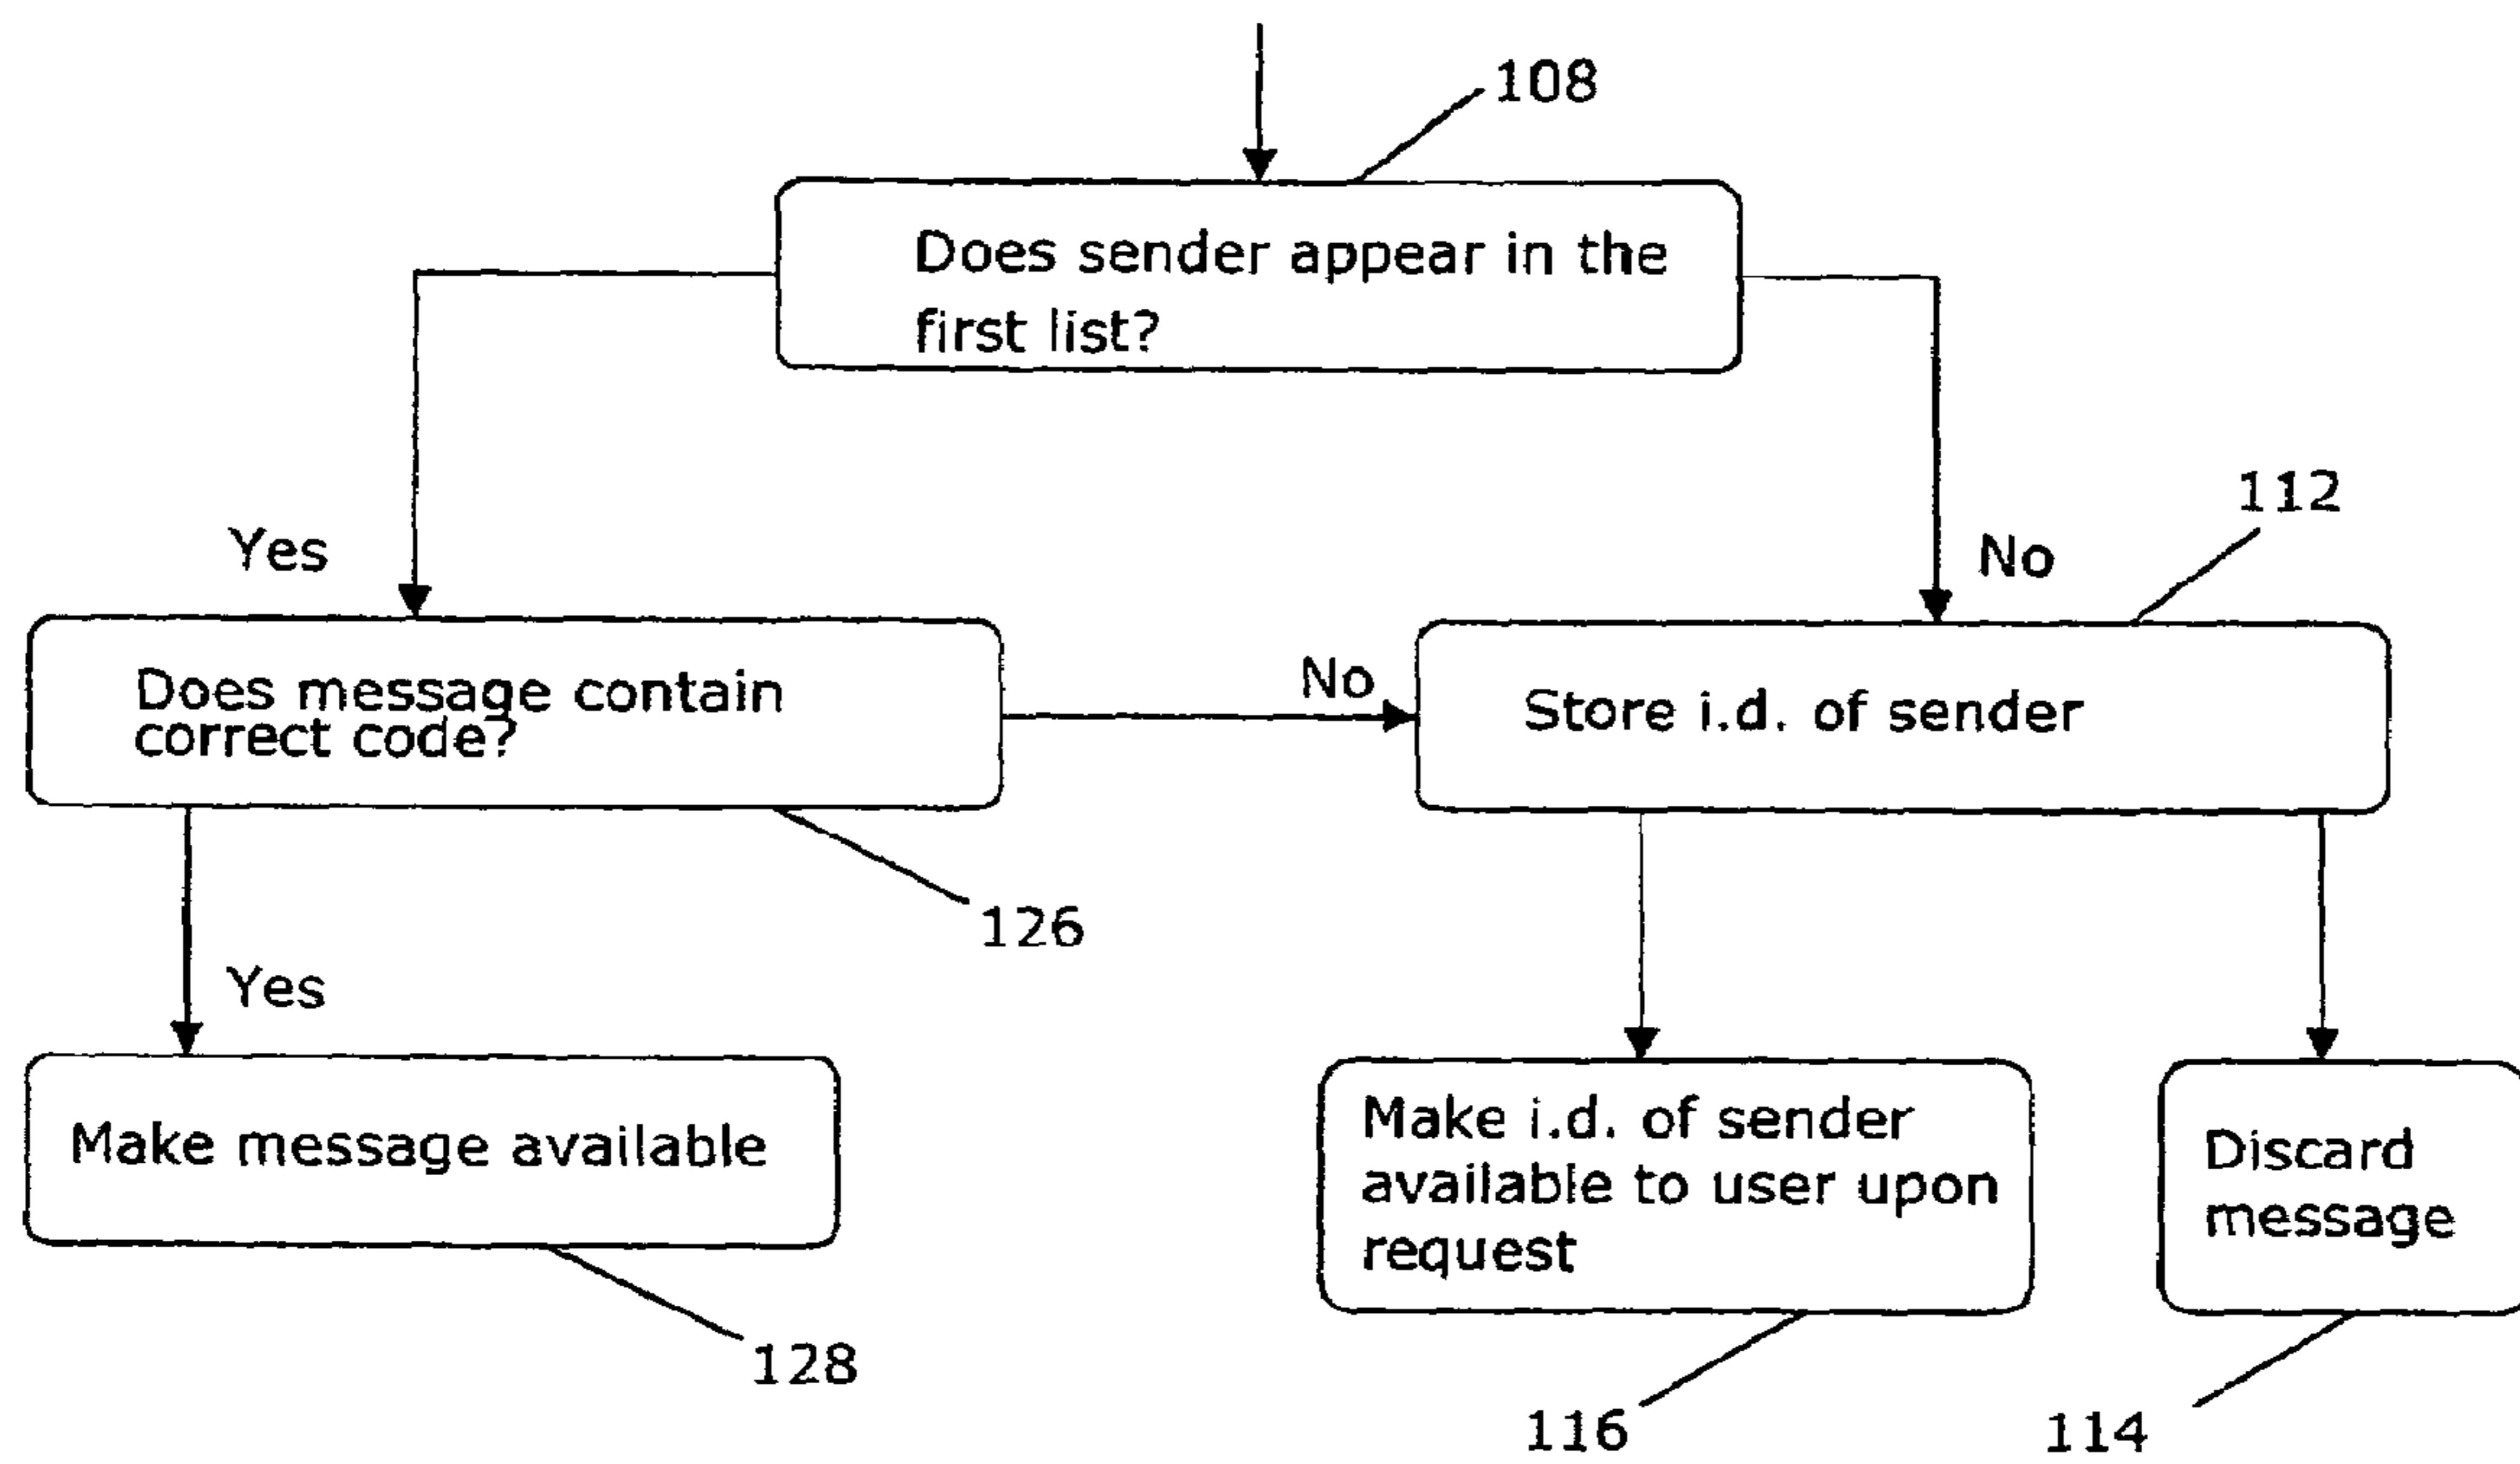 108
Does sender appear in the
first list?
Yes
No
112
Does message contain
correct code?
No
Store i.d. of sender
126
Yes
Make message available
Make i.d. of sender
available to user upon
request
Discard
message
128
116
114